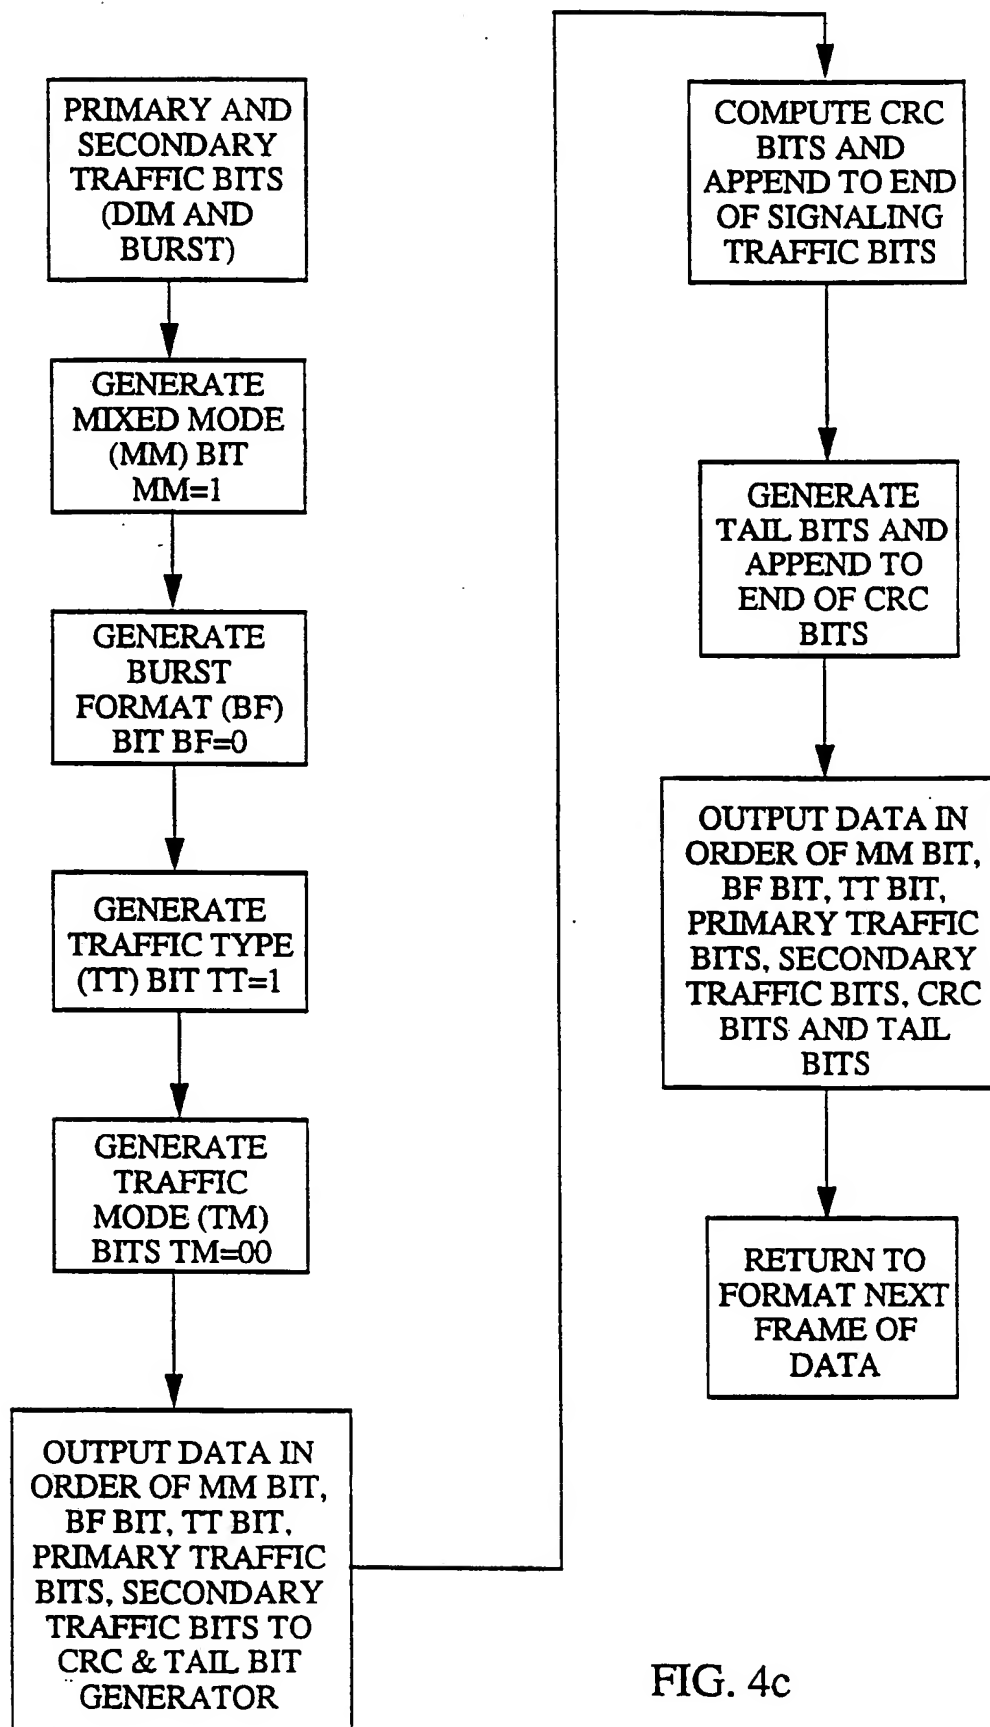 PRIMARY AND
SECONDARY
TRAFFIC BITS
(DIM AND
BURST)
GENERATE
MIXED MODE
(MM) BIT
MM=1
GENERATE
BURST
FORMAT (BF)
BIT BF=0
GENERATE
TRAFFIC TYPE
(TT) BIT TT=1
GENERATE
TRAFFIC
MODE (TM)
BITS TM=00
OUTPUT DATA IN
ORDER OF MM BIT,
BF BIT, TT BIT,
PRIMARY TRAFFIC
BITS, SECONDARY
TRAFFIC BITS TO
CRC & TAIL BIT
GENERATOR
COMPUTE CRC
BITS AND
APPEND TO END
OF SIGNALING
TRAFFIC BITS
GENERATE
TAIL BITS AND
APPEND TO
END OF CRC
BITS
OUTPUT DATA IN
ORDER OF MM BIT,
BF BIT, TT BIT,
PRIMARY TRAFFIC
BITS, SECONDARY
TRAFFIC BITS, CRC
BITS AND TAIL
BITS
RETURN TO
FORMAT NEXT
FRAME OF
DATA
FIG. 4c